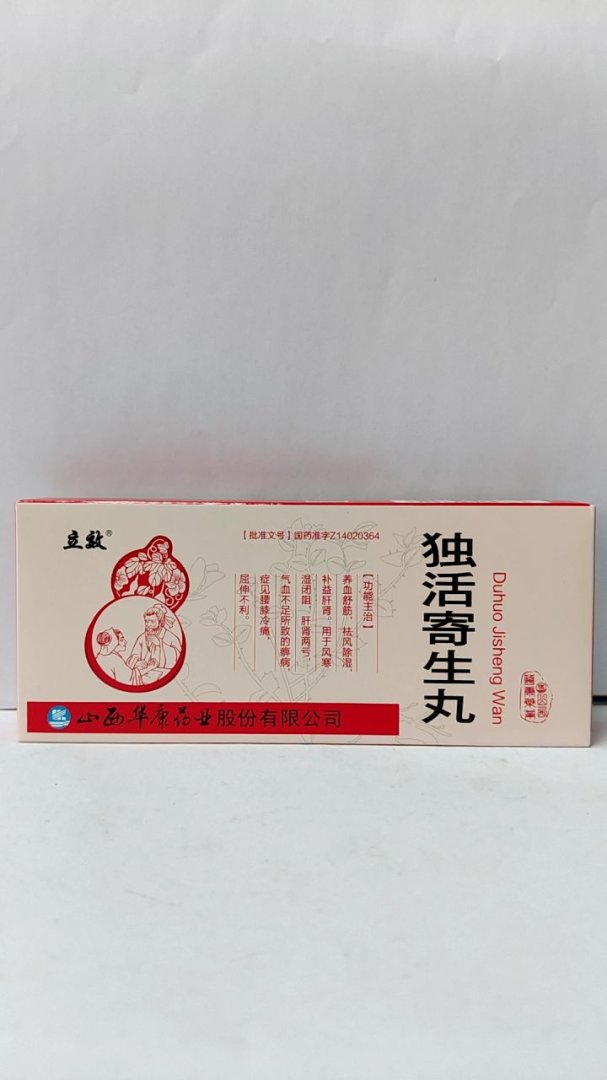 立效®
【批准文号】国药准字Z14020364
独活寄生丸
Duhuo Jisheng Wan
【功能主治】
养血舒筋，祛风除湿，
补益肝肾。用于风寒
湿闭阻，肝肾两亏，
气血不足所致的痹病，
症见腰膝冷痛，
屈伸不利。
山西华康药业股份有限公司